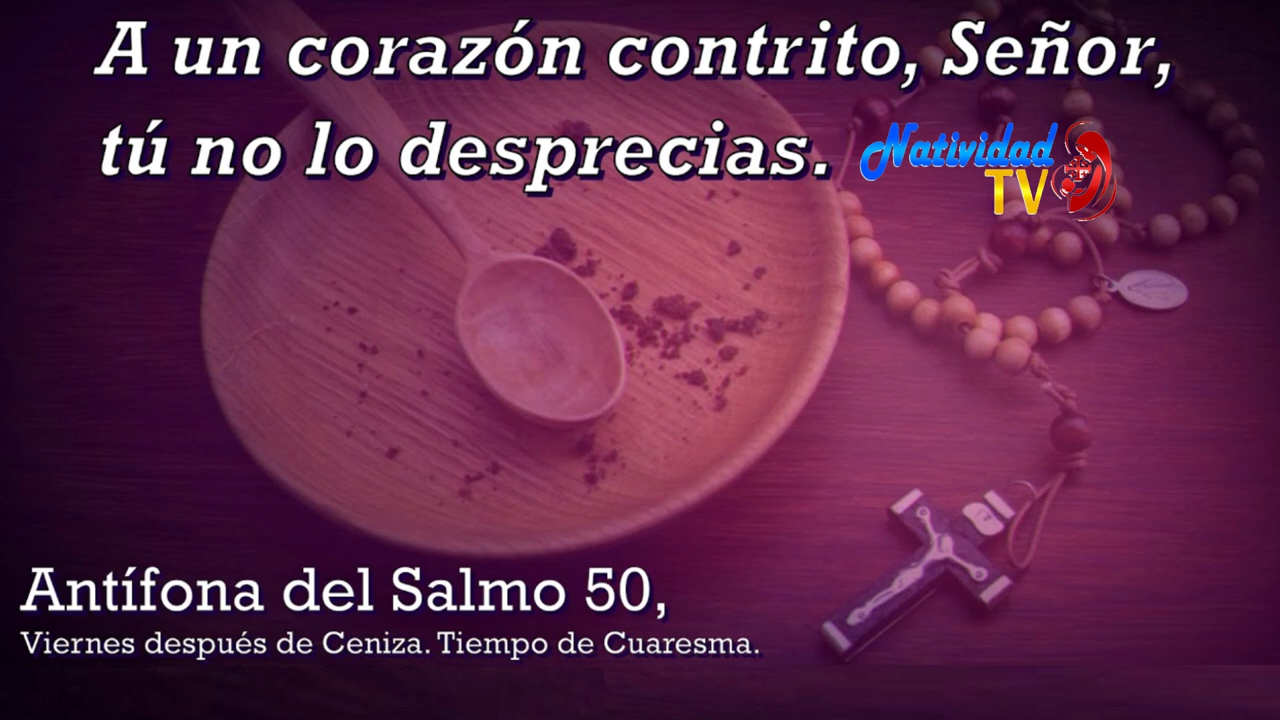 A un corazón contrito, Señor,
tú no lo desprecias.
Natividad
TV
Antífona del Salmo 50,
Viernes después de Ceniza. Tiempo de Cuaresma.